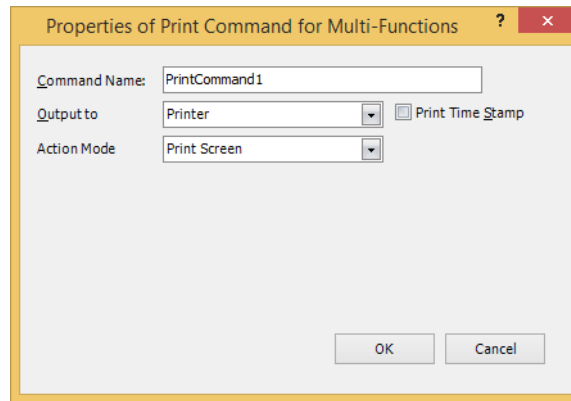 Properties of Print Command for Multi-Functions ? ×
Command Name: PrintCommand1
Output to Printer Print Time Stamp
Action Mode Print Screen
OK Cancel